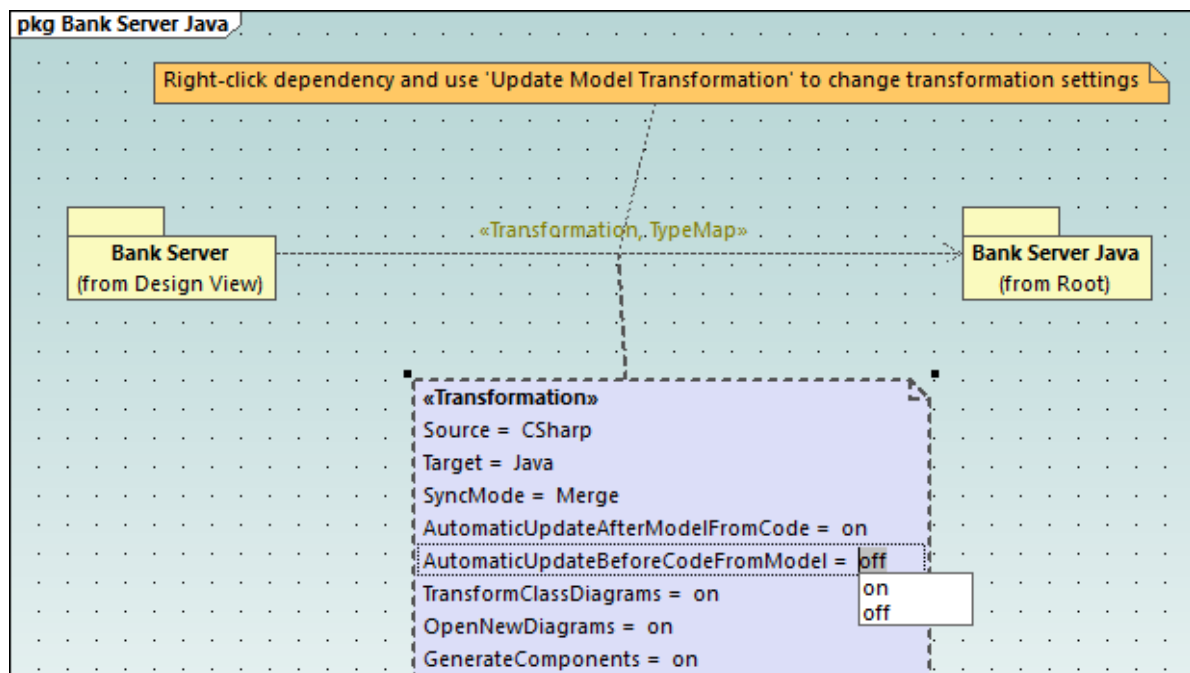 pkg Bank Server Java
Right-click dependency and use 'Update Model Transformation' to change transformation settings
«Transformation, TypeMap»
Bank Server
(from Design View)
Bank Server Java
(from Root)
«Transformation»
Source = CSharp
Target = Java
SyncMode = Merge
AutomaticUpdateAfterModelFromCode = on
AutomaticUpdateBeforeCodeFromModel = off
on
off
TransformClassDiagrams = on
OpenNewDiagrams = on
GenerateComponents = on